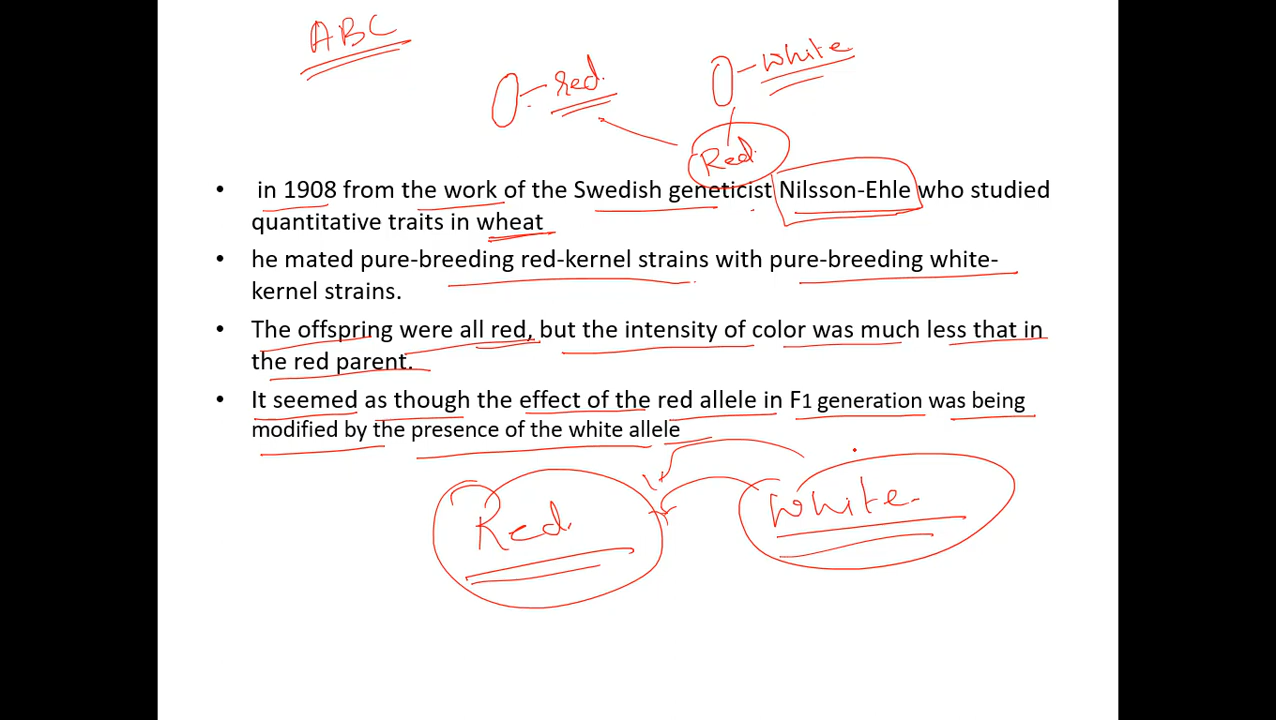 ABC
red.
white
Red.
• in 1908 from the work of the Swedish geneticist Nilsson-Ehle who studied
quantitative traits in wheat
• he mated pure-breeding red-kernel strains with pure-breeding white-
kernel strains.
• The offspring were all red, but the intensity of color was much less that in
the red parent.
• It seemed as though the effect of the red allele in F1 generation was being
modified by the presence of the white allele
Red.
White.